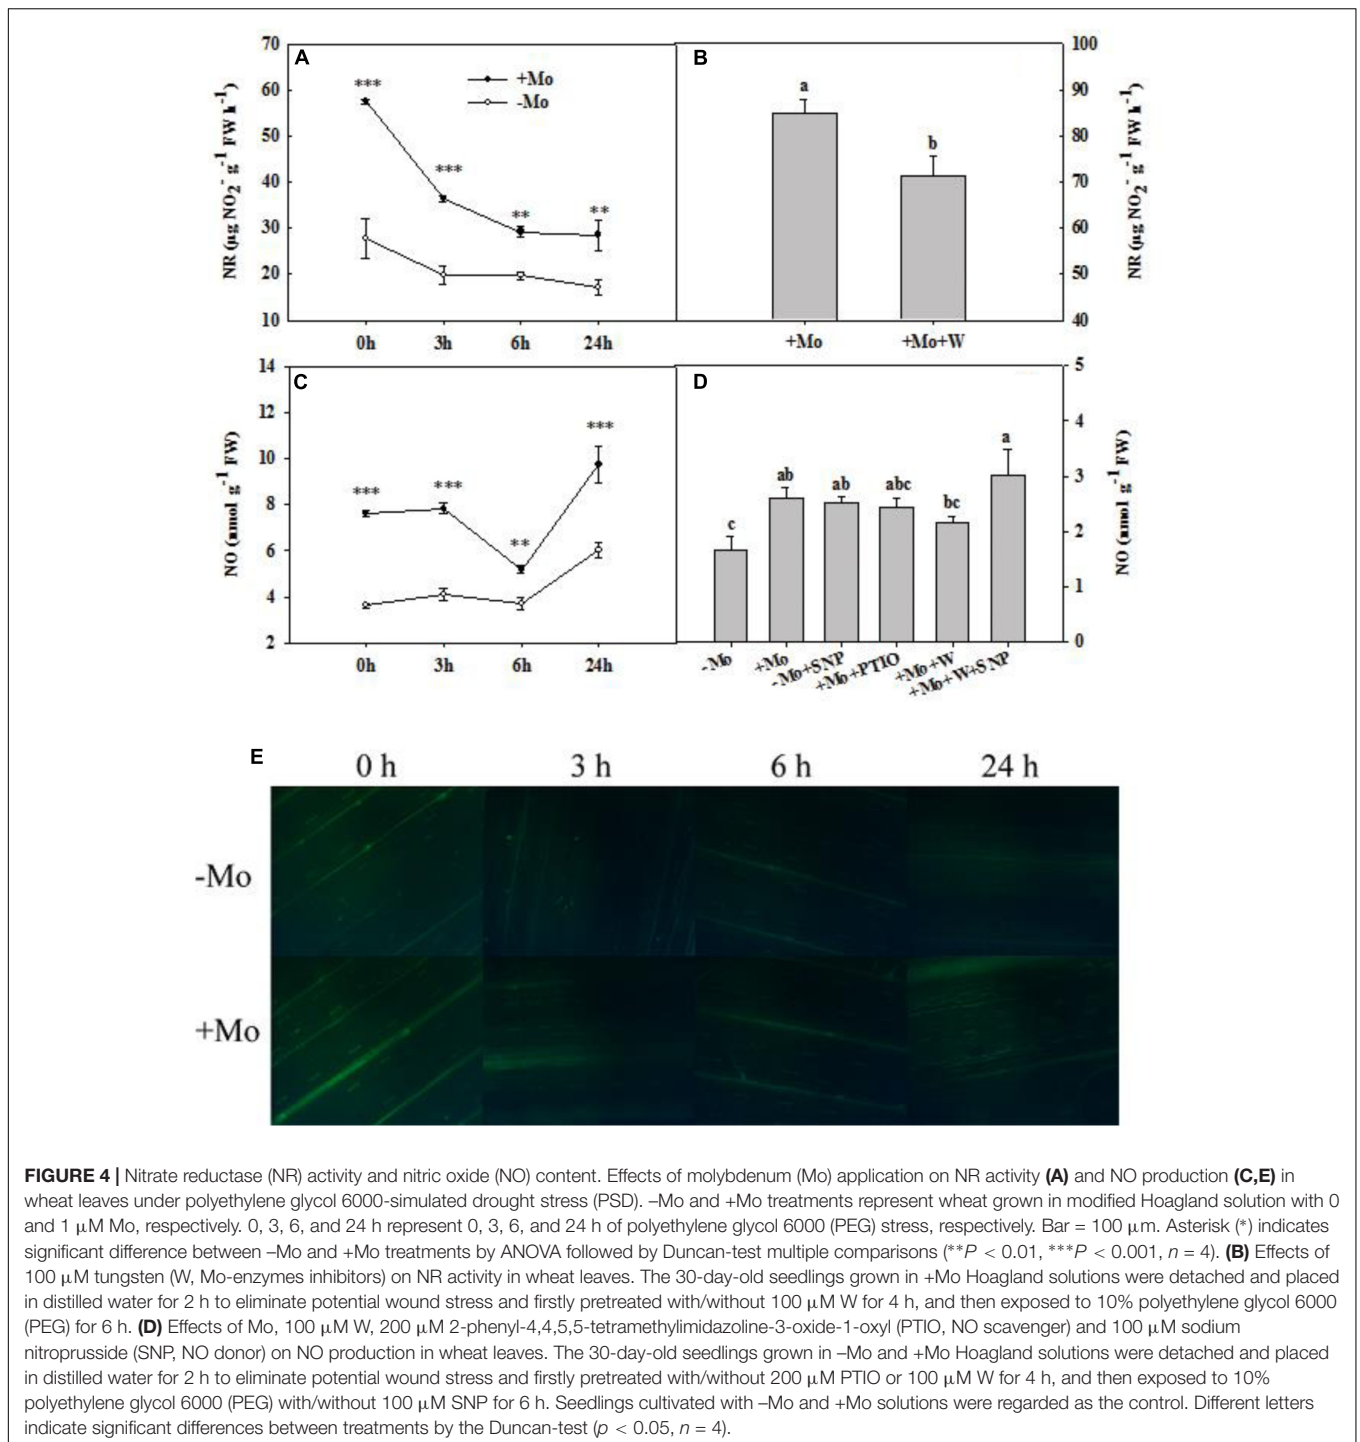 70
60
50
40
30
20
10
NR (µg NO2- g-1 FW h-1)
A
+Mo
-Mo
***
***
**
**
0h 3h 6h 24h
B
a
b
+Mo +Mo+W
100
90
80
70
60
50
40
NR (µg NO2- g-1 FW h-1)
14
12
10
8
6
4
2
NO (nmol g-1 FW)
C
***
***
**
***
0h 3h 6h 24h
D
c
ab
ab
abc
bc
a
-Mo +Mo -Mo+SNP +Mo+PTIO +Mo+W +Mo+W+SNP
5
4
3
2
1
0
NO (nmol g-1 FW)
E
0 h 3 h 6 h 24 h
-Mo
+Mo
FIGURE 4 | Nitrate reductase (NR) activity and nitric oxide (NO) content. Effects of molybdenum (Mo) application on NR activity (A) and NO production (C,E) in
wheat leaves under polyethylene glycol 6000-simulated drought stress (PSD). –Mo and +Mo treatments represent wheat grown in modified Hoagland solution with 0
and 1 µM Mo, respectively. 0, 3, 6, and 24 h represent 0, 3, 6, and 24 h of polyethylene glycol 6000 (PEG) stress, respectively. Bar = 100 µm. Asterisk (*) indicates
significant difference between –Mo and +Mo treatments by ANOVA followed by Duncan-test multiple comparisons (**P < 0.01, ***P < 0.001, n = 4). (B) Effects of
100 µM tungsten (W, Mo-enzymes inhibitors) on NR activity in wheat leaves. The 30-day-old seedlings grown in +Mo Hoagland solutions were detached and placed
in distilled water for 2 h to eliminate potential wound stress and firstly pretreated with/without 100 µM W for 4 h, and then exposed to 10% polyethylene glycol 6000
(PEG) for 6 h. (D) Effects of Mo, 100 µM W, 200 µM 2-phenyl-4,4,5,5-tetramethylimidazoline-3-oxide-1-oxyl (PTIO, NO scavenger) and 100 µM sodium
nitroprusside (SNP, NO donor) on NO production in wheat leaves. The 30-day-old seedlings grown in –Mo and +Mo Hoagland solutions were detached and placed
in distilled water for 2 h to eliminate potential wound stress and firstly pretreated with/without 200 µM PTIO or 100 µM W for 4 h, and then exposed to 10%
polyethylene glycol 6000 (PEG) with/without 100 µM SNP for 6 h. Seedlings cultivated with –Mo and +Mo solutions were regarded as the control. Different letters
indicate significant differences between treatments by the Duncan-test (p < 0.05, n = 4).